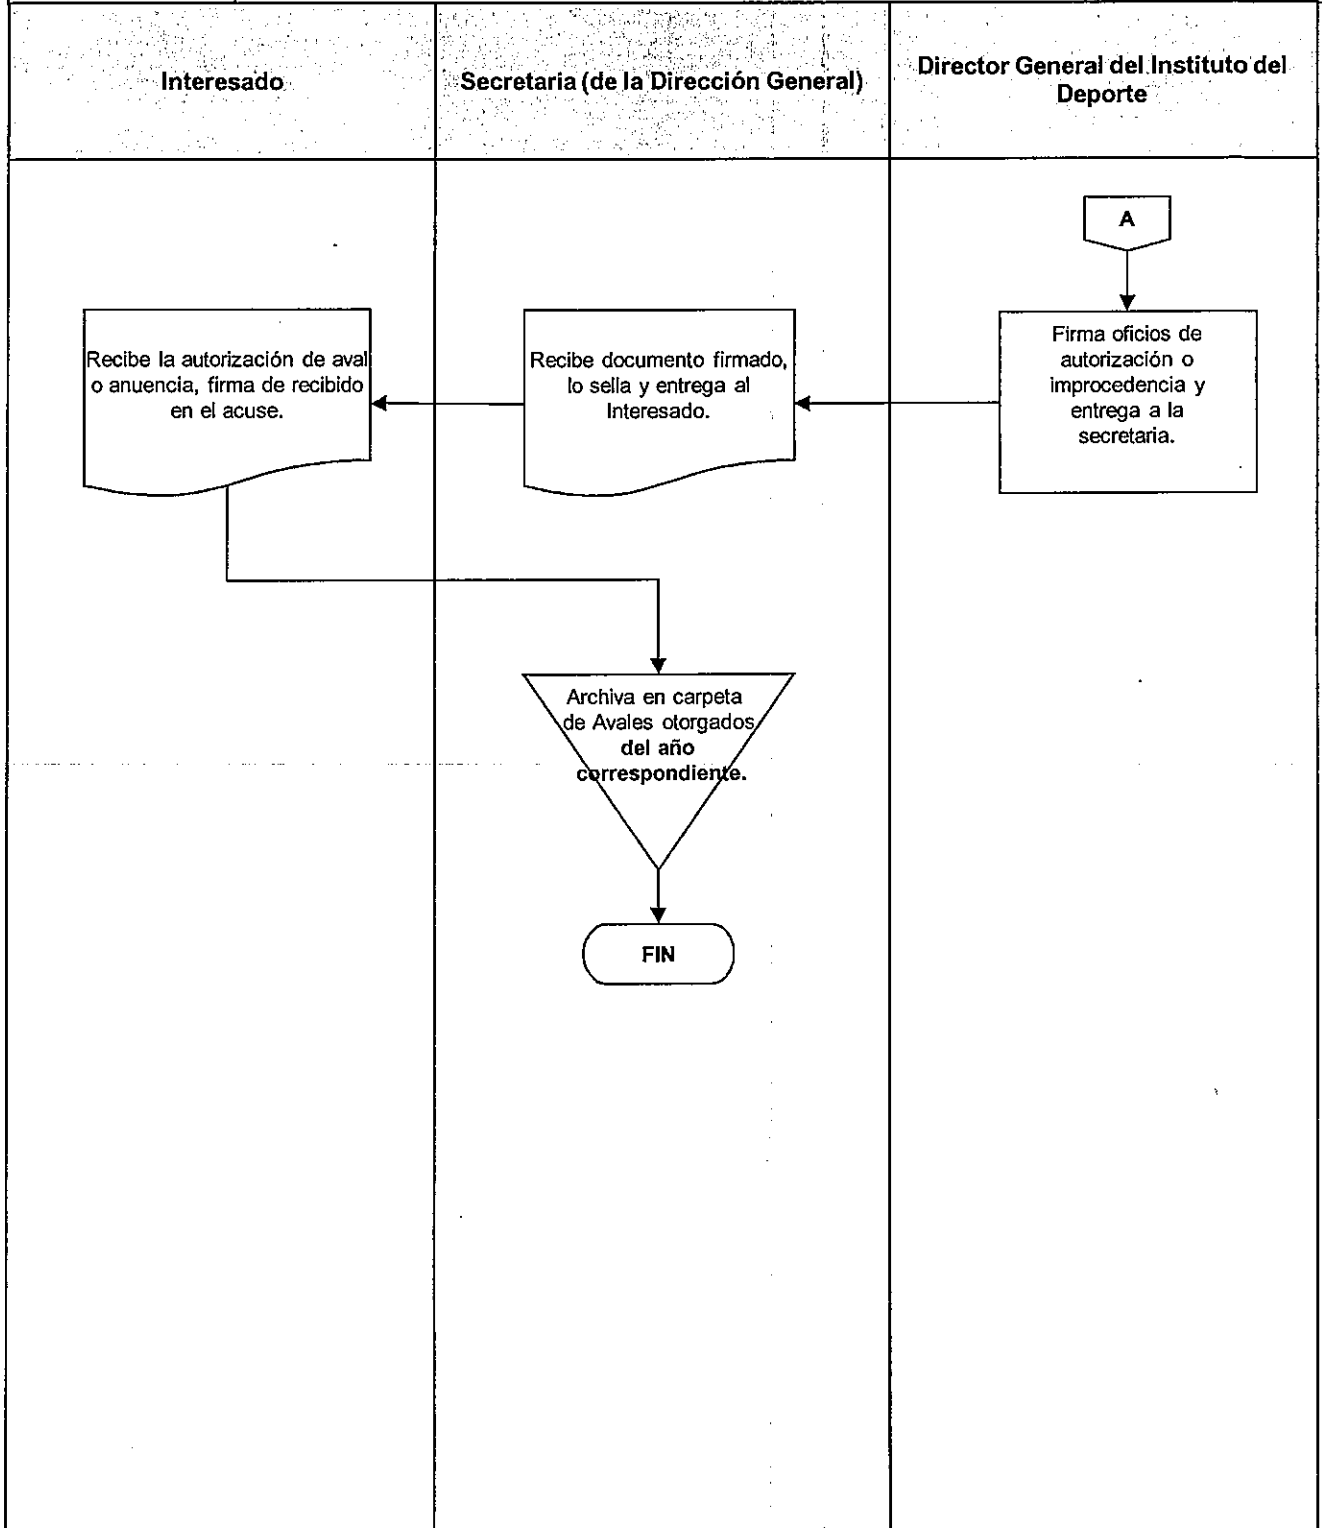 Interesado
Secretaria (de la Dirección General)
Director General del Instituto del
Deporte
A
Firma oficios de
autorización o
improcedencia y
entrega a la
secretaria.
Recibe documento firmado,
lo sella y entrega al
Interesado.
Recibe la autorización de aval
o anuencia, firma de recibido
en el acuse.
Archiva en carpeta
de Avales otorgados
del año
correspondiente.
FIN